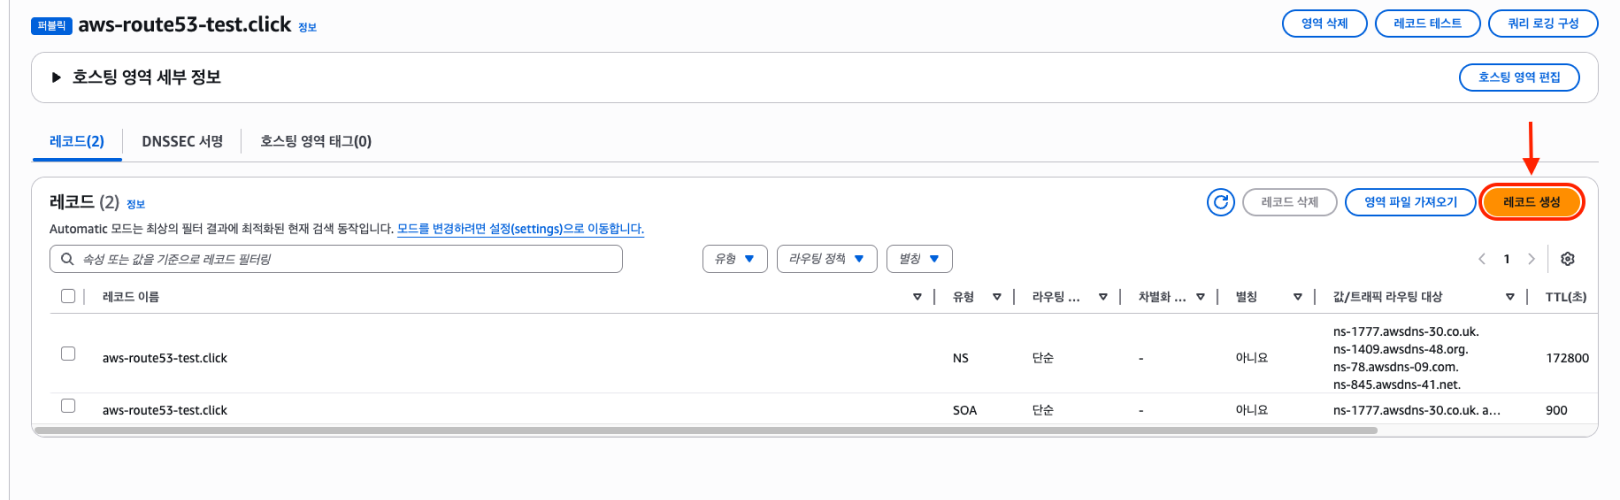 퍼블릭 aws-route53-test.click 정보
영역 삭제 레코드 테스트 쿼리 로깅 구성
▶ 호스팅 영역 세부 정보
호스팅 영역 편집
레코드(2) DNSSEC 서명 호스팅 영역 태그(0)
레코드 (2) 정보
레코드 삭제 영역 파일 가져오기 레코드 생성
Automatic 모드는 최상의 필터 결과에 최적화된 현재 검색 동작입니다. 모드를 변경하려면 설정(settings)으로 이동합니다.
속성 또는 값을 기준으로 레코드 필터링
유형 ▼ 라우팅 정책 ▼ 별칭 ▼
1
레코드 이름 유형 라우팅 ... 차별화 ... 별칭 값/트래픽 라우팅 대상 TTL(초)
ns-1777.awsdns-30.co.uk.
ns-1409.awsdns-48.org.
aws-route53-test.click NS 단순 - 아니요 172800
ns-78.awsdns-09.com.
ns-845.awsdns-41.net.
aws-route53-test.click SOA 단순 - 아니요 ns-1777.awsdns-30.co.uk. a... 900